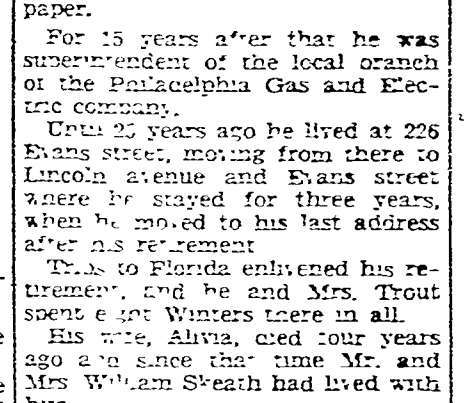 paper.
For 15 years after that he was
superintendent of the local branch
of the Philadelphia Gas and Elec-
tric company.
Until 25 years ago he lived at 226
Evans street, moving from there to
Lincoln avenue and Evans street
where he stayed for three years,
when he moved to his last address
after his retirement
Trips to Florida enlivened his re-
tirement, and he and Mrs. Trout
spent eight Winters there in all.
His wife, Alivia, died four years
ago and since that time Mr. and
Mrs William Skeath had lived with